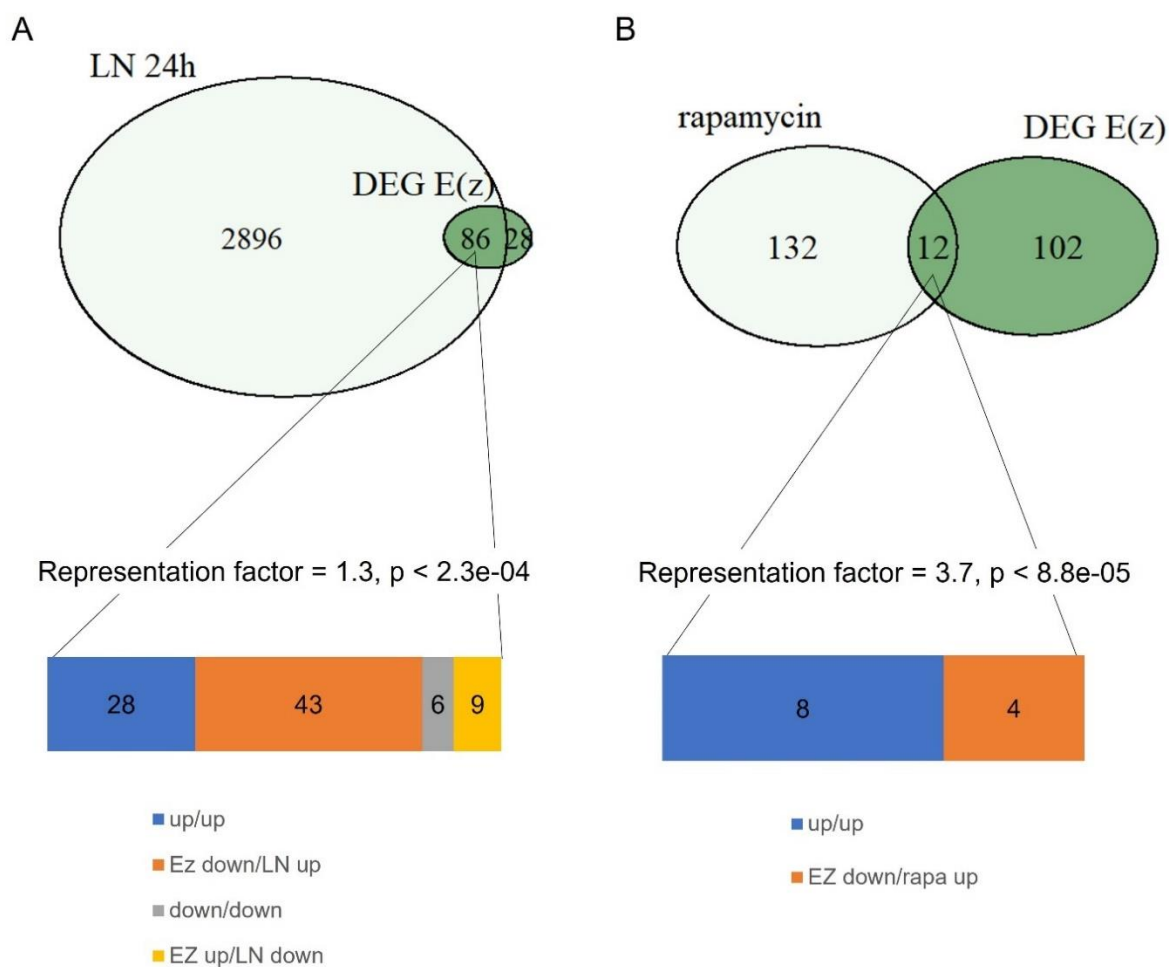 A
LN 24h
DEG E(z)
2896
86
28
Representation factor = 1.3, p < 2.3e-04
28
43
6
9
up/up
Ez down/LN up
down/down
EZ up/LN down
B
rapamycin
DEG E(z)
132
12
102
Representation factor = 3.7, p < 8.8e-05
8
4
up/up
EZ down/rapa up